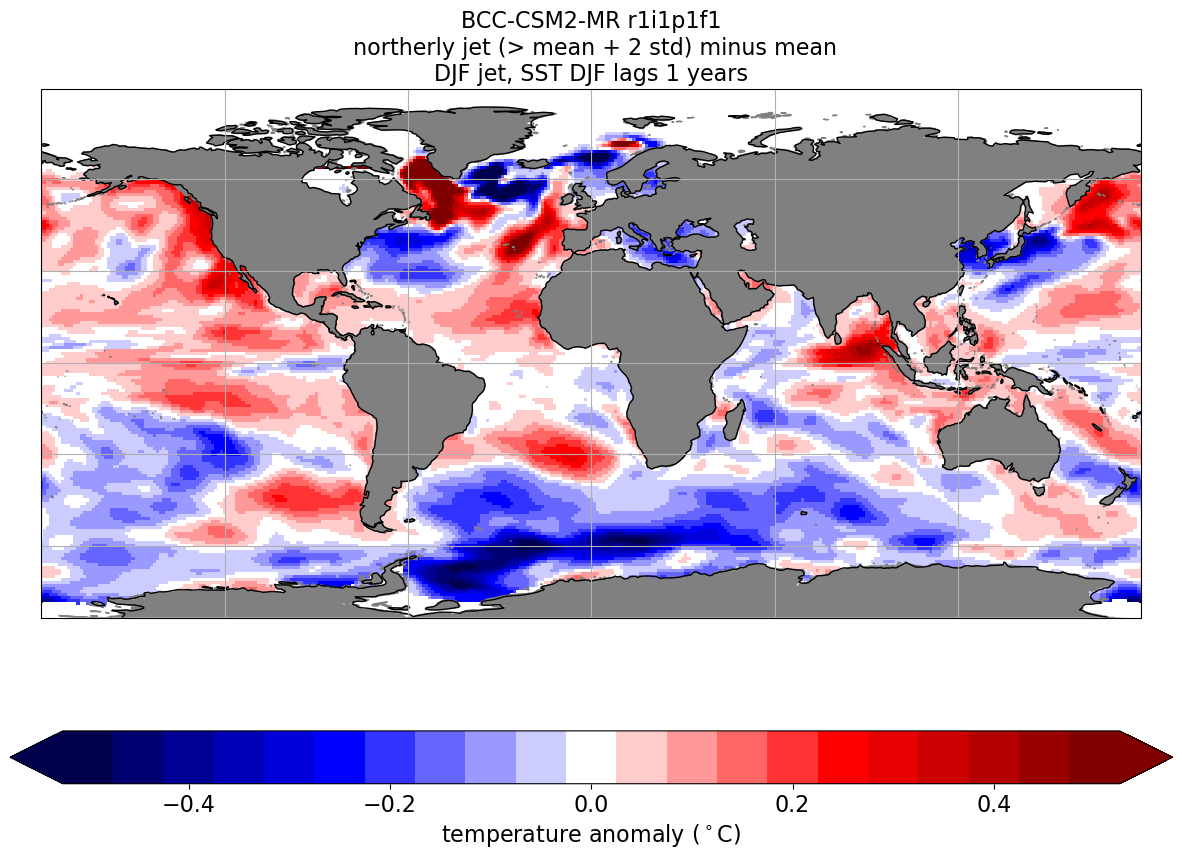 BCC-CSM2-MR r1i1p1f1
northerly jet (> mean + 2 std) minus mean
DJF jet, SST DJF lags 1 years
−0.4 −0.2 0.0 0.2 0.4
temperature anomaly (°C)